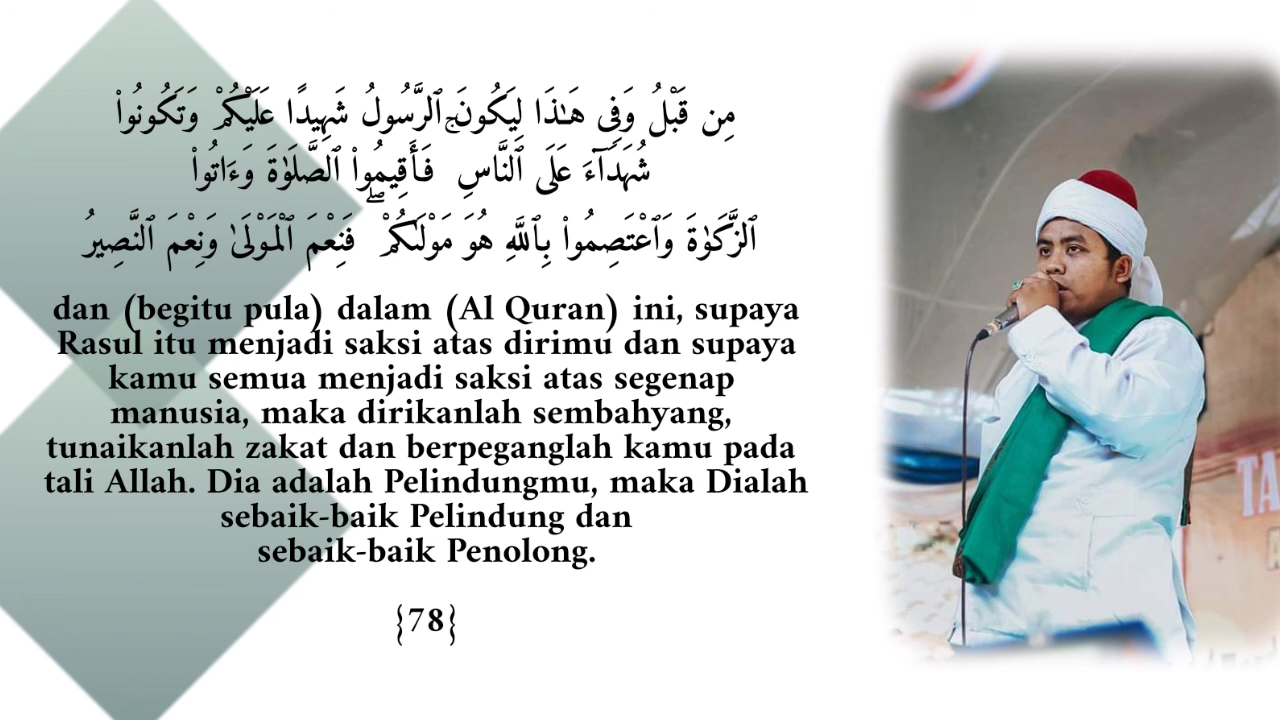 مِن قَبْلُ وَفِى هَـٰذَا لِيَكُونَ ۚ ٱلرَّسُولُ شَهِيدًا عَلَيْكُمْ وَتَكُونُوا۟
شُهَدَآءَ عَلَى ٱلنَّاسِ فَأَقِيمُوا۟ ٱلصَّلَوٰةَ وَءَاتُوا۟
ٱلزَّكَوٰةَ وَٱعْتَصِمُوا۟ بِٱللَّهِ هُوَ مَوْلَىٰكُمْ ۖ فَنِعْمَ ٱلْمَوْلَىٰ وَنِعْمَ ٱلنَّصِيرُ
dan (begitu pula) dalam (Al Quran) ini, supaya
Rasul itu menjadi saksi atas dirimu dan supaya
kamu semua menjadi saksi atas segenap
manusia, maka dirikanlah sembahyang,
tunaikanlah zakat dan berpeganglah kamu pada
tali Allah. Dia adalah Pelindungmu, maka Dialah
sebaik-baik Pelindung dan
sebaik-baik Penolong.
{78}
TA